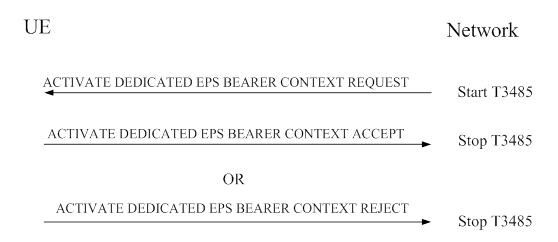 UE
Network
ACTIVATE DEDICATED EPS BEARER CONTEXT REQUEST
Start T3485
ACTIVATE DEDICATED EPS BEARER CONTEXT ACCEPT
Stop T3485
OR
ACTIVATE DEDICATED EPS BEARER CONTEXT REJECT
Stop T3485